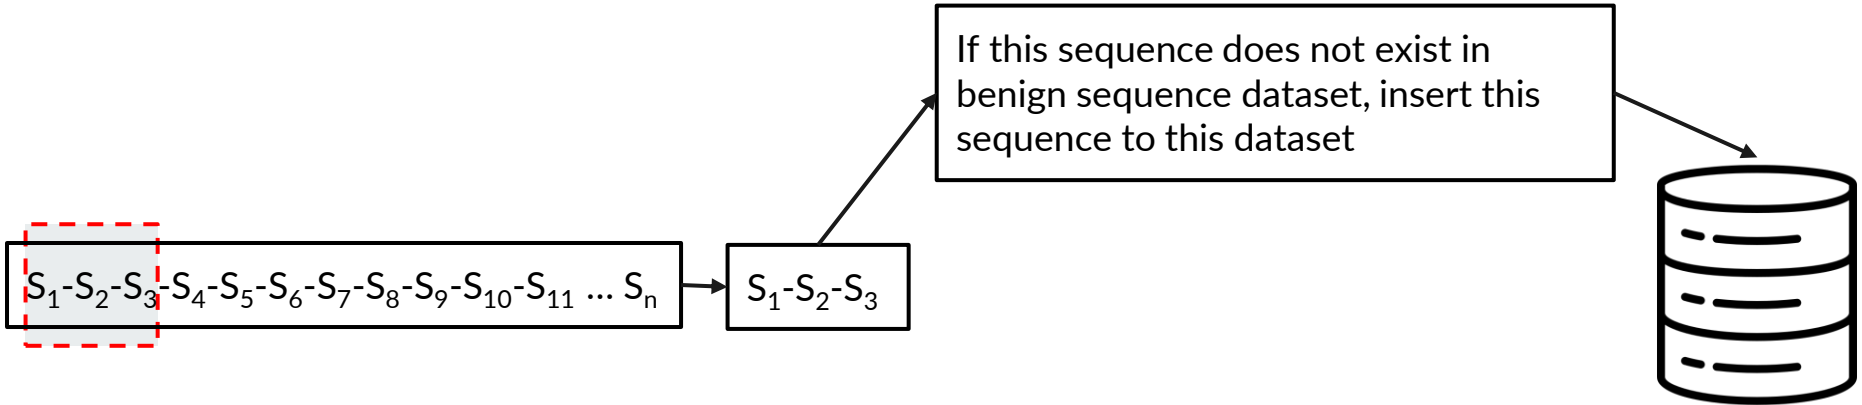 If this sequence does not exist in
benign sequence dataset, insert this
sequence to this dataset
S₁-S₂-S₃-S₄-S₅-S₆-S₇-S₈-S₉-S₁₀-S₁₁ ... Sₙ
S₁-S₂-S₃